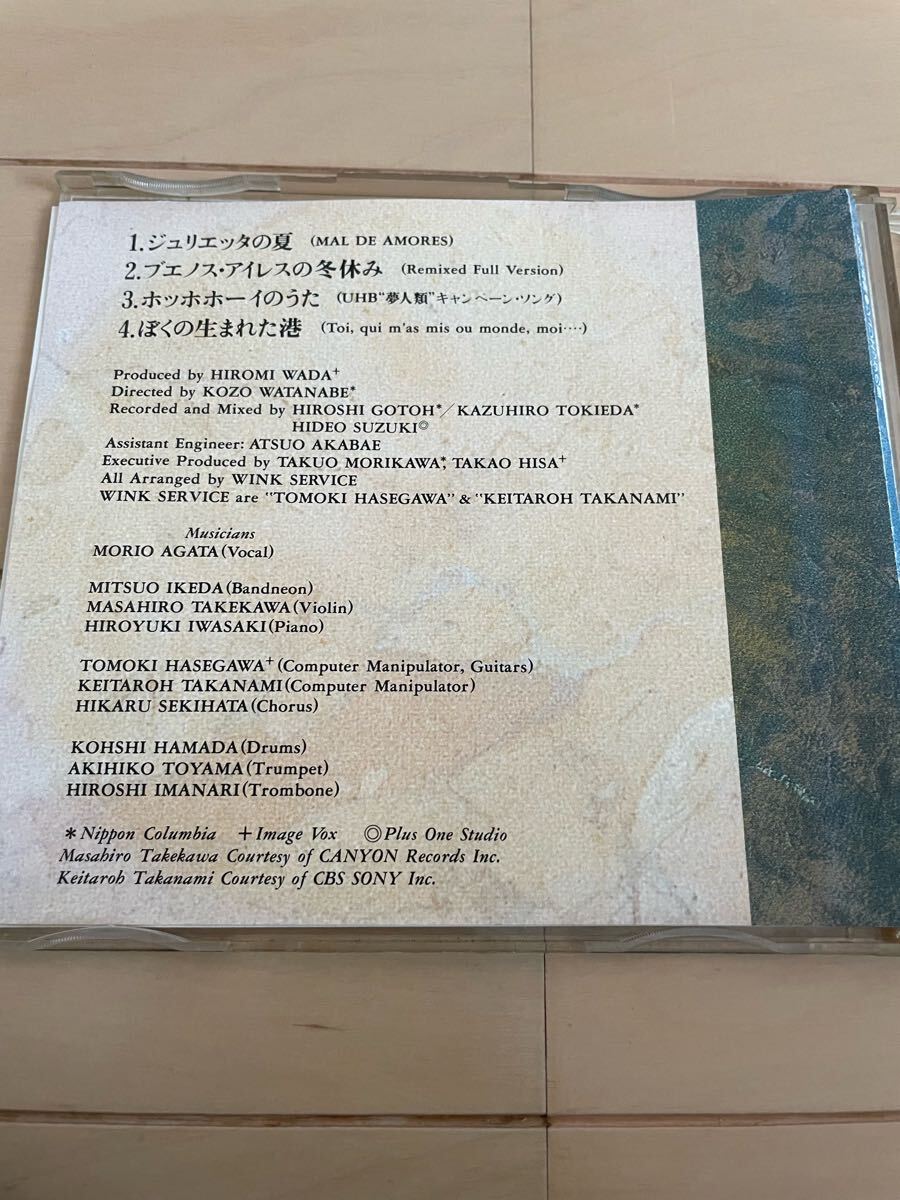 1.ジュリエッタの夏 (MAL DE AMORES)
2.ブエノス・アイレスの冬休み (Remixed Full Version)
3.ホッホホーイのうた (UHB“夢人類”キャンペーン・ソング)
4.ぼくの生まれた港 (Toi, qui m'as mis ou monde, moi‥‥)
Produced by HIROMI WADA+
Directed by KOZO WATANABE*
Recorded and Mixed by HIROSHI GOTOH*／KAZUHIRO TOKIEDA*
HIDEO SUZUKI◎
Assistant Engineer: ATSUO AKABAE
Executive Produced by TAKUO MORIKAWA*, TAKAO HISA+
All Arranged by WINK SERVICE
WINK SERVICE are “TOMOKI HASEGAWA” & “KEITAROH TAKANAMI”
Musicians
MORIO AGATA(Vocal)
MITSUO IKEDA(Bandneon)
MASAHIRO TAKEKAWA(Violin)
HIROYUKI IWASAKI(Piano)
TOMOKI HASEGAWA+(Computer Manipulator, Guitars)
KEITAROH TAKANAMI(Computer Manipulator)
HIKARU SEKIHATA(Chorus)
KOHSHI HAMADA(Drums)
AKIHIKO TOYAMA(Trumpet)
HIROSHI IMANARI(Trombone)
*Nippon Columbia +Image Vox ◎Plus One Studio
Masahiro Takekawa Courtesy of CANYON Records Inc.
Keitaroh Takanami Courtesy of CBS SONY Inc.